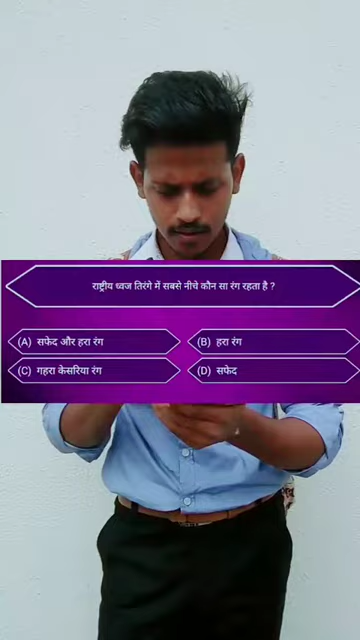 राष्ट्रीय ध्वज तिरंगे में सबसे नीचे कौन सा रंग रहता है ?
(A) सफेद और हरा रंग
(B) हरा रंग
(C) गहरा केसरिया रंग
(D) सफेद